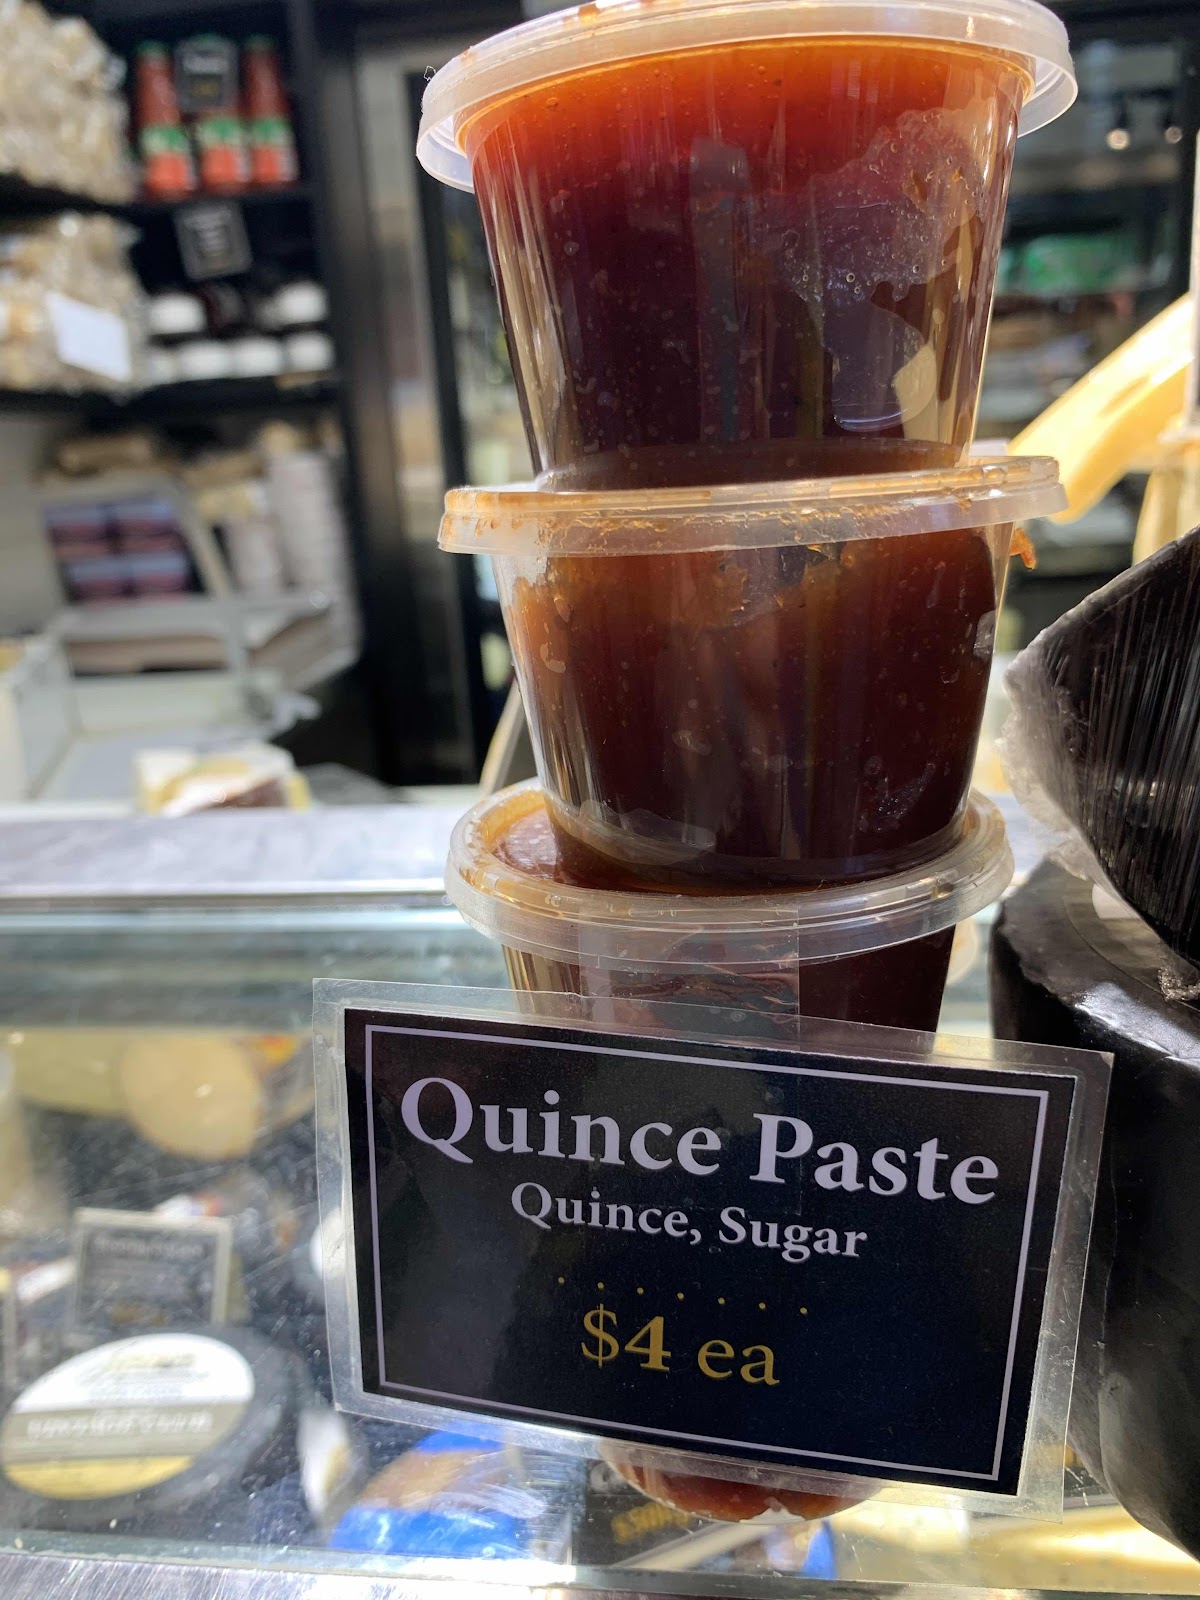 Quince Paste
Quince, Sugar
$4 ea